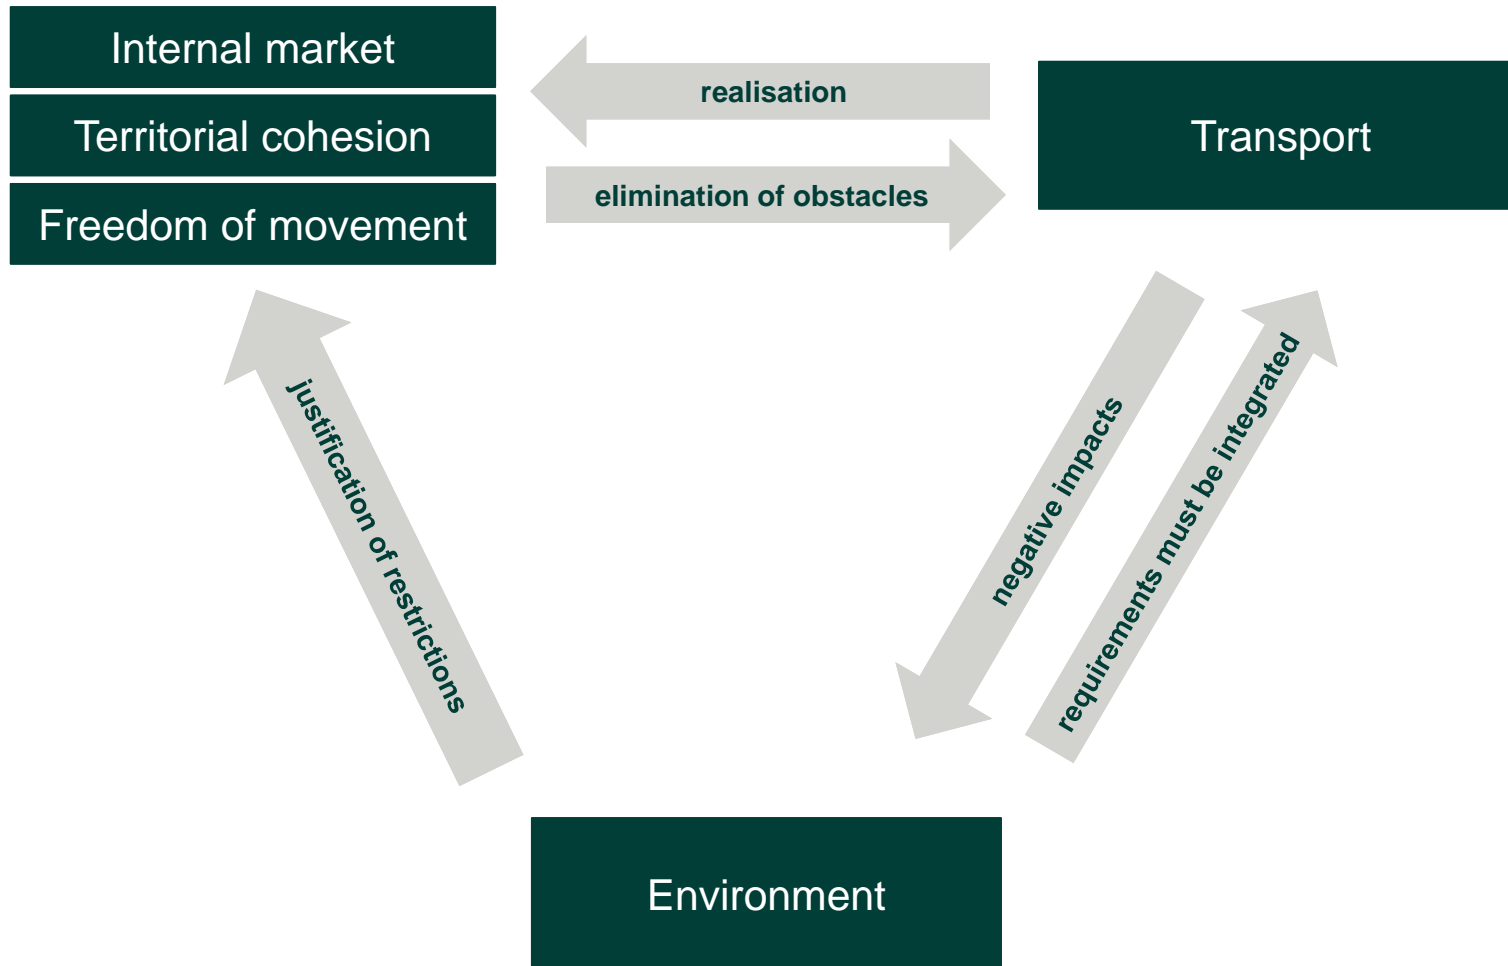 Internal market
Territorial cohesion
Freedom of movement
realisation
elimination of obstacles
Transport
justification of restrictions
negative impacts
requirements must be integrated
Environment